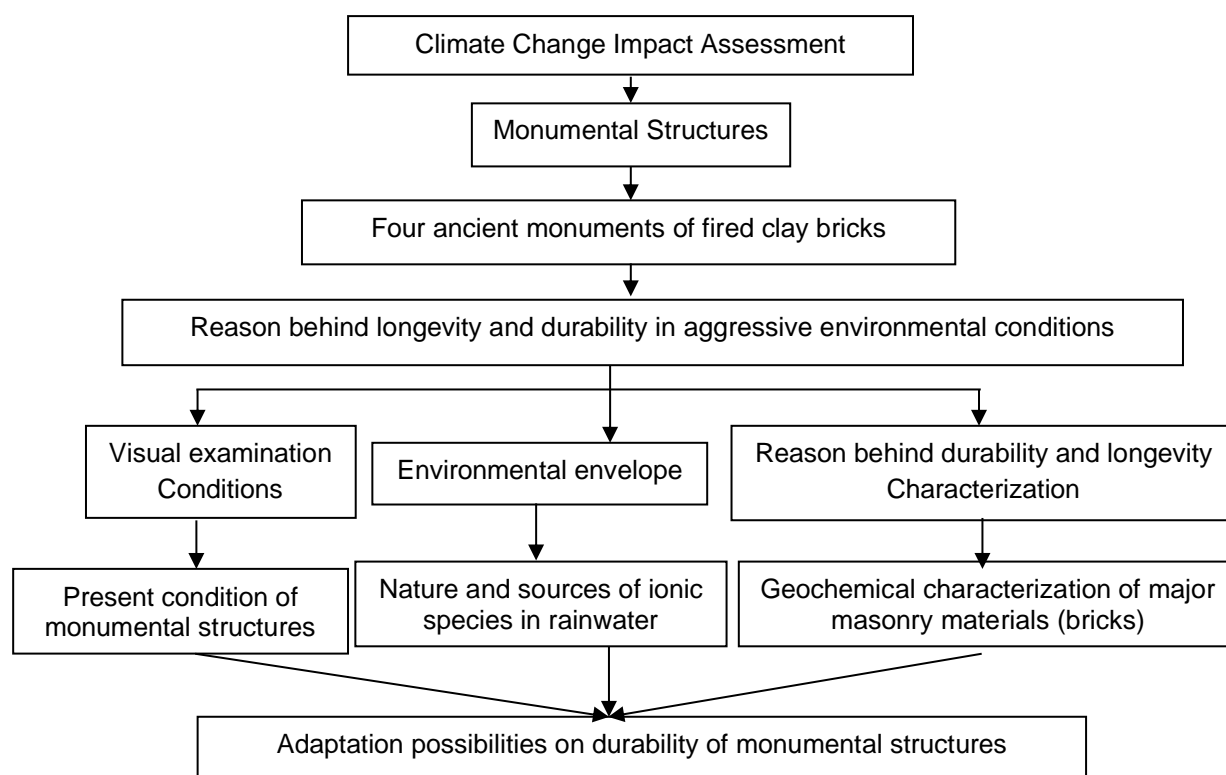 Climate Change Impact Assessment
Monumental Structures
Four ancient monuments of fired clay bricks
Reason behind longevity and durability in aggressive environmental conditions
Visual examination
Conditions
Environmental envelope
Reason behind durability and longevity
Characterization
Present condition of
monumental structures
Nature and sources of ionic
species in rainwater
Geochemical characterization of major
masonry materials (bricks)
Adaptation possibilities on durability of monumental structures